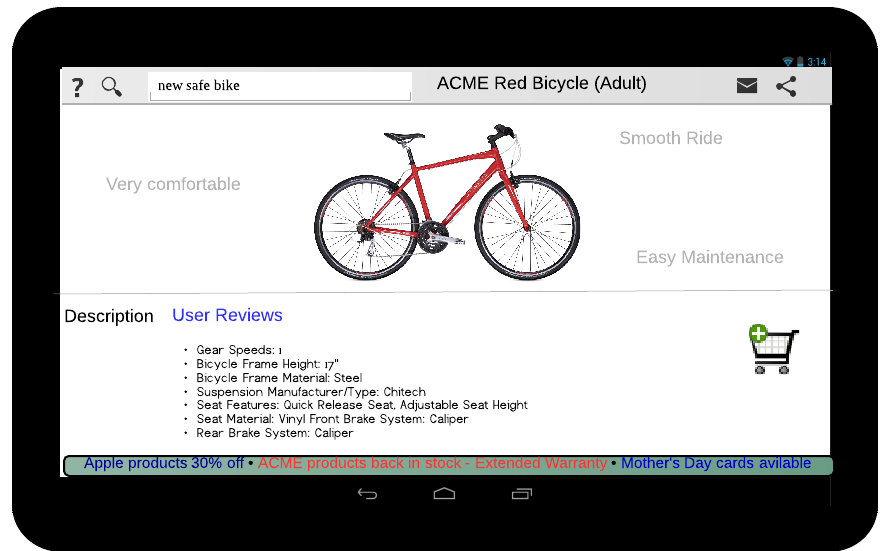 3:14
?
new safe bike
ACME Red Bicycle (Adult)
Smooth Ride
Very comfortable
Easy Maintenance
Description
User Reviews
• Gear Speeds: 1
• Bicycle Frame Height: 17"
• Bicycle Frame Material: Steel
• Suspension Manufacturer/Type: Chitech
• Seat Features: Quick Release Seat, Adjustable Seat Height
• Seat Material: Vinyl Front Brake System: Caliper
• Rear Brake System: Caliper
Apple products 30% off • ACME products back in stock - Extended Warranty • Mother's Day cards avilable